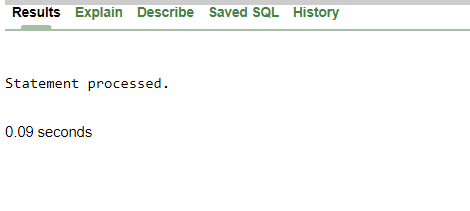 Results Explain Describe Saved SQL History
Statement processed.
0.09 seconds